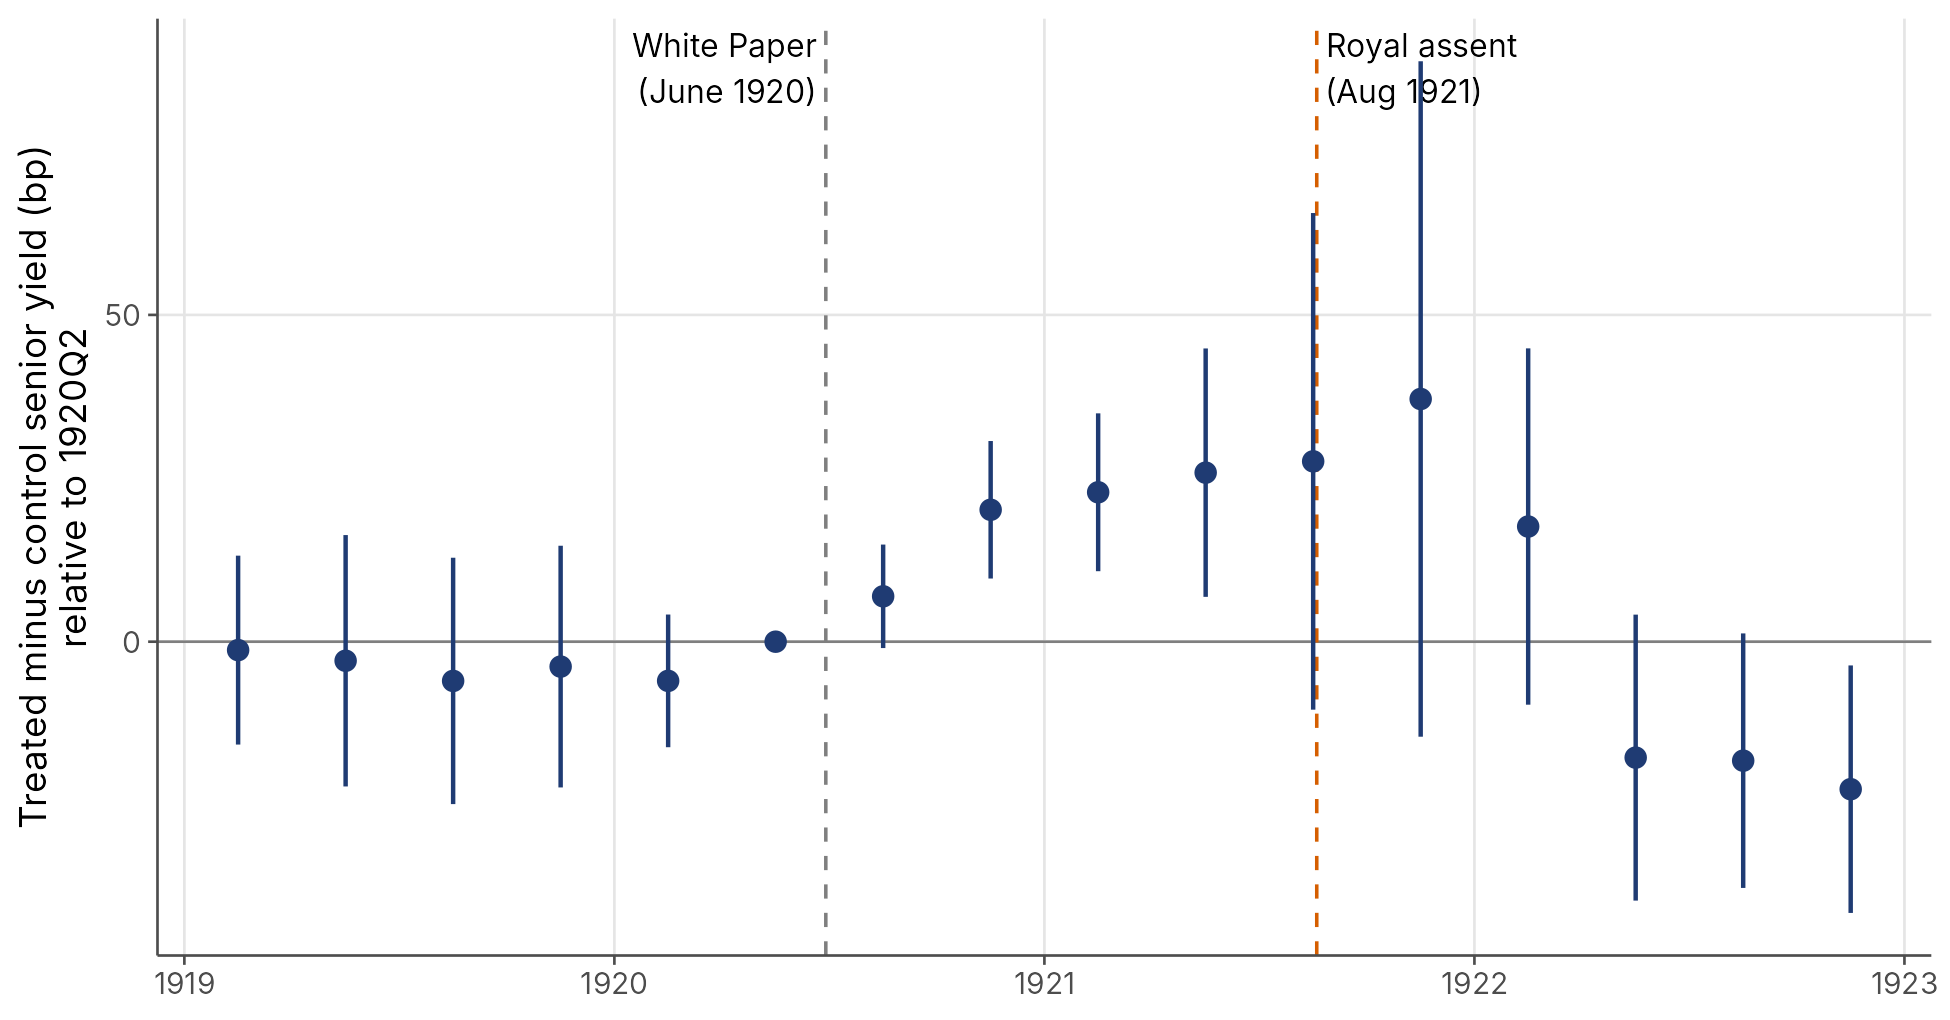 White Paper
(June 1920)
Royal assent
(Aug 1921)
Treated minus control senior yield (bp)
relative to 1920Q2
50
0
1919
1920
1921
1922
1923